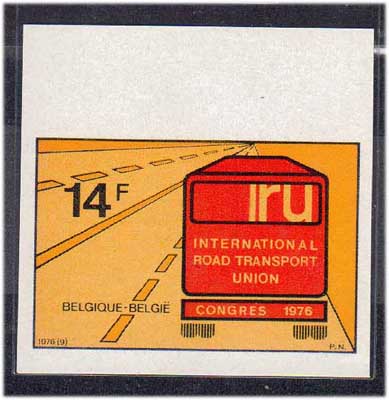 iru
14F
INTERNATIONAL
ROAD TRANSPORT
UNION
BELGIQUE-BELGIË
CONGRES 1976
1976 (9)
P. N.